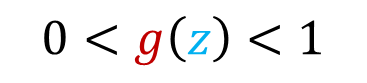 0 < g(z) < 1